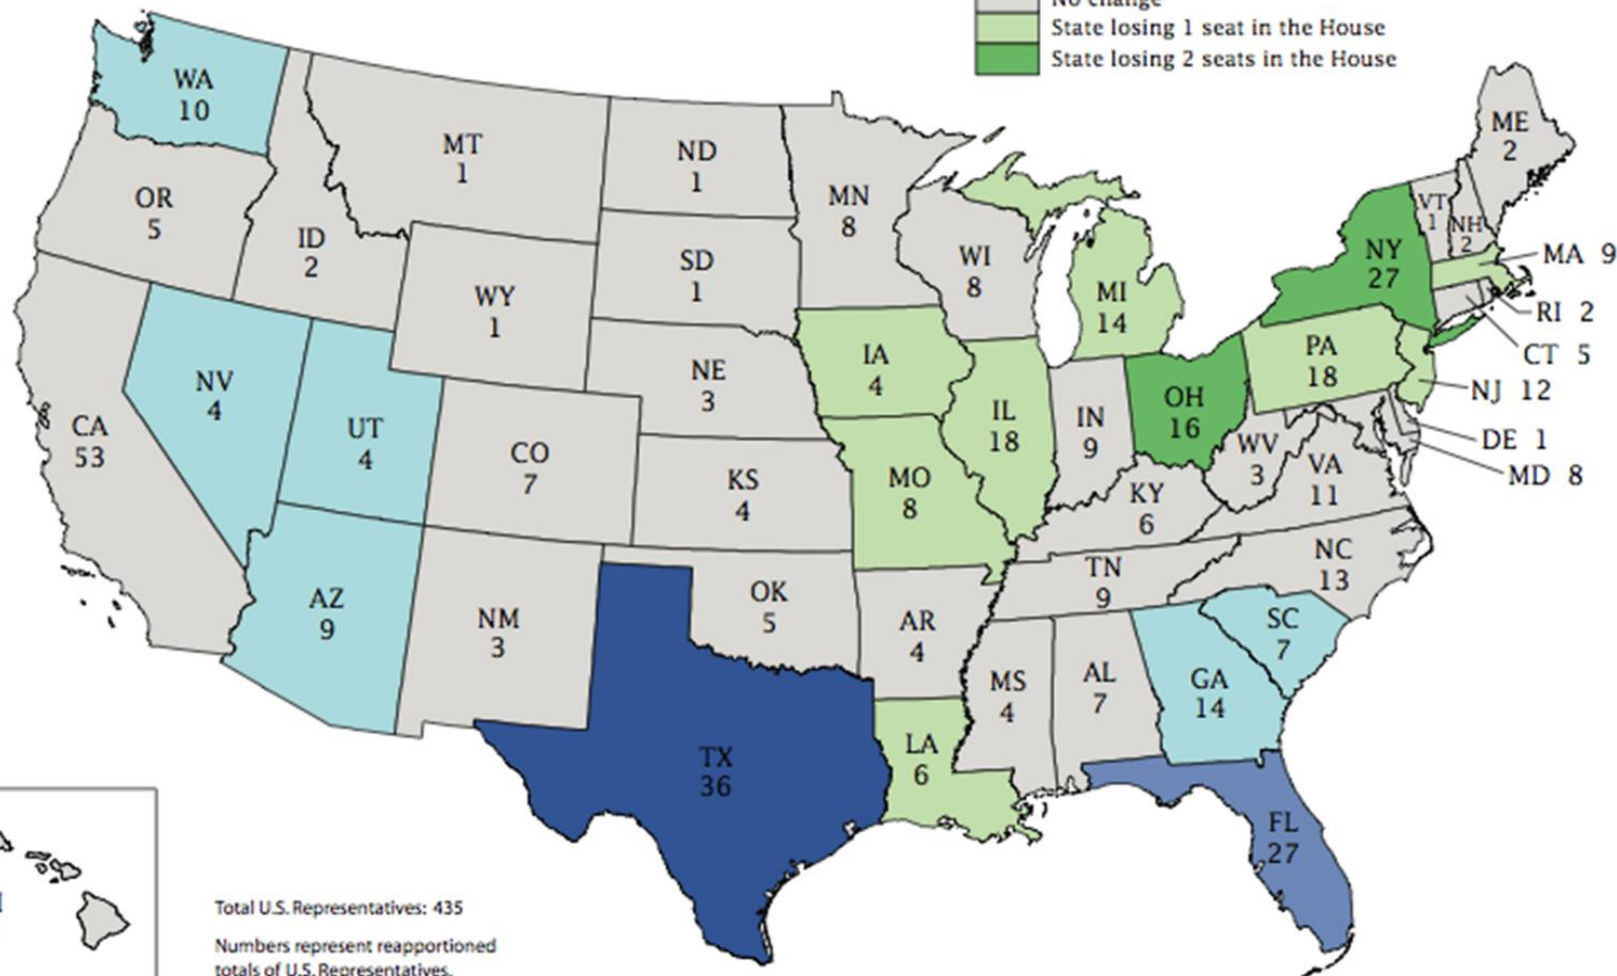 No change
State losing 1 seat in the House
State losing 2 seats in the House
WA
10
OR
5
ID
2
MT
1
WY
1
ND
1
SD
1
NE
3
MN
8
WI
8
MI
14
IA
4
IL
18
IN
9
OH
16
PA
18
NY
27
VT
1
NH
2
ME
2
MA 9
RI 2
CT 5
NJ 12
DE 1
MD 8
CA
53
NV
4
UT
4
CO
7
KS
4
MO
8
KY
6
WV
3
VA
11
NC
13
TN
9
SC
7
AZ
9
NM
3
OK
5
AR
4
MS
4
AL
7
GA
14
TX
36
LA
6
FL
27
Total U.S. Representatives: 435
Numbers represent reapportioned
totals of U.S. Representatives.